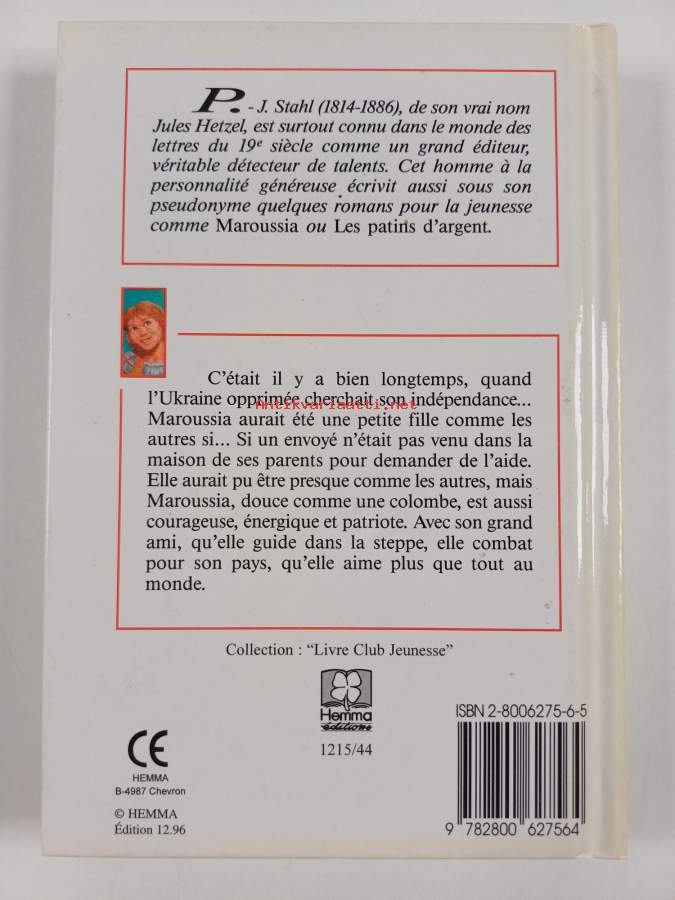 P. - J. Stahl (1814-1886), de son vrai nom
Jules Hetzel, est surtout connu dans le monde des
lettres du 19e siècle comme un grand éditeur,
véritable détecteur de talents. Cet homme à la
personnalité généreuse écrivit aussi sous son
pseudonyme quelques romans pour la jeunesse
comme Maroussia ou Les patins d'argent.
C'était il y a bien longtemps, quand
l'Ukraine opprimée cherchait son indépendance...
Antikvariaatti.net
Maroussia aurait été une petite fille comme les
autres si... Si un envoyé n'était pas venu dans la
maison de ses parents pour demander de l'aide.
Elle aurait pu être presque comme les autres, mais
Maroussia, douce comme une colombe, est aussi
courageuse, énergique et patriote. Avec son grand
ami, qu'elle guide dans la steppe, elle combat
pour son pays, qu'elle aime plus que tout au
monde.
Collection : “Livre Club Jeunesse”
Hemma
éditions
1215/44
CE
HEMMA
B-4987 Chevron
© HEMMA
Édition 12.96
ISBN 2-8006275-6-5
9 782800 627564